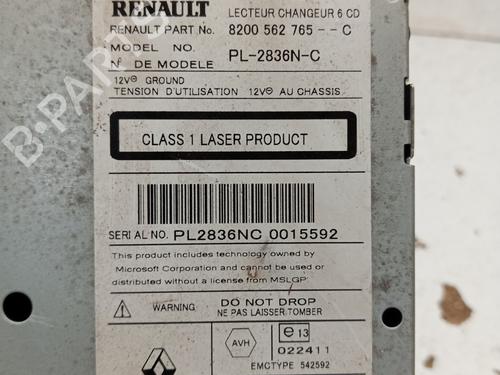 RENAULT LECTEUR CHANGEUR 6 CD
RENAULT PART No. 8200 562 765 -- C
MODEL NO. PL-2836N-C
N° DE MODELE
12V⊝ GROUND
TENSION D'UTILISATION 12V⊝ AU CHASSIS
CLASS 1 LASER PRODUCT
SERIAL NO. PL2836NC 0015592
This product includes technology owned by
Microsoft Corporation and cannot be used or
distributed without a license from MSLGP.
WARNING DO NOT DROP
NE PAS LAISSER TOMBER
AVH e 13
022411
EMCTYPE 542592
B-PARTS